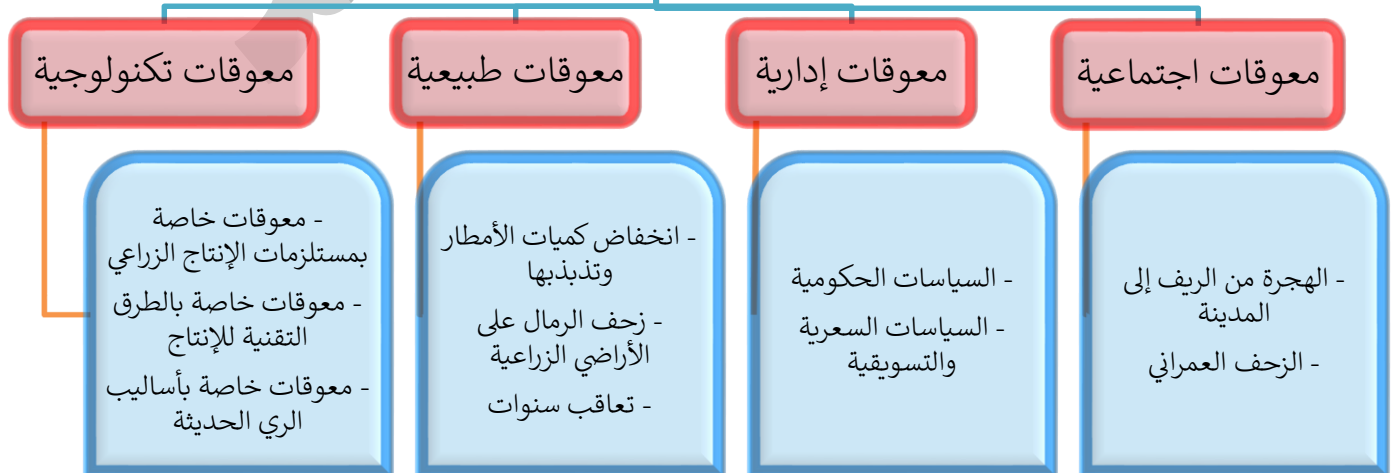 معوقات اجتماعية
- الهجرة من الريف إلى
المدينة
- الزحف العمراني
معوقات إدارية
- السياسات الحكومية
- السياسات السعرية
والتسويقية
معوقات طبيعية
- انخفاض كميات الأمطار
وتذبذبها
- زحف الرمال على
الأراضي الزراعية
- تعاقب سنوات
معوقات تكنولوجية
- معوقات خاصة
بمستلزمات الإنتاج الزراعي
- معوقات خاصة بالطرق
التقنية للإنتاج
- معوقات خاصة بأساليب
الري الحديثة